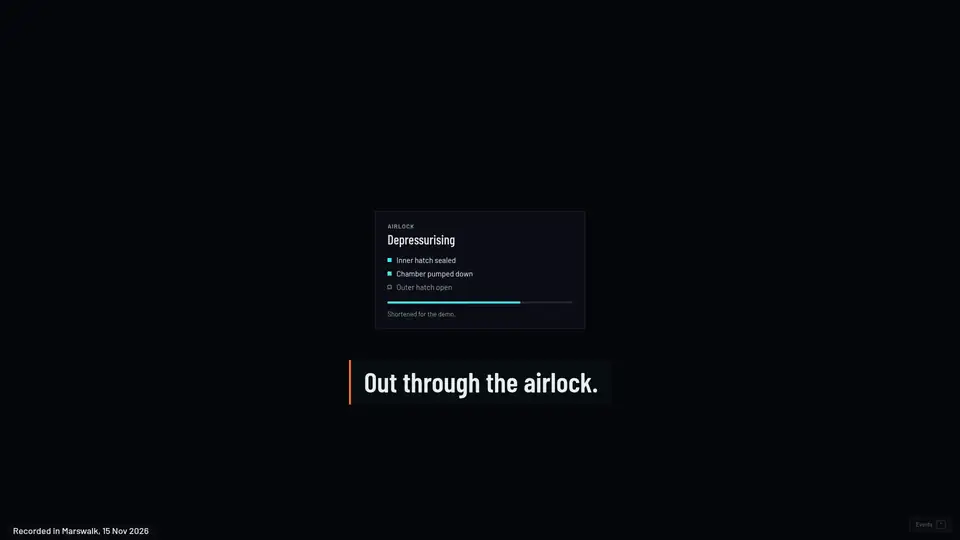 AIRLOCK
Depressurising
Inner hatch sealed
Chamber pumped down
Outer hatch open
Shortened for the demo.
Out through the airlock.
Recorded in Marswalk, 15 Nov 2026
Events